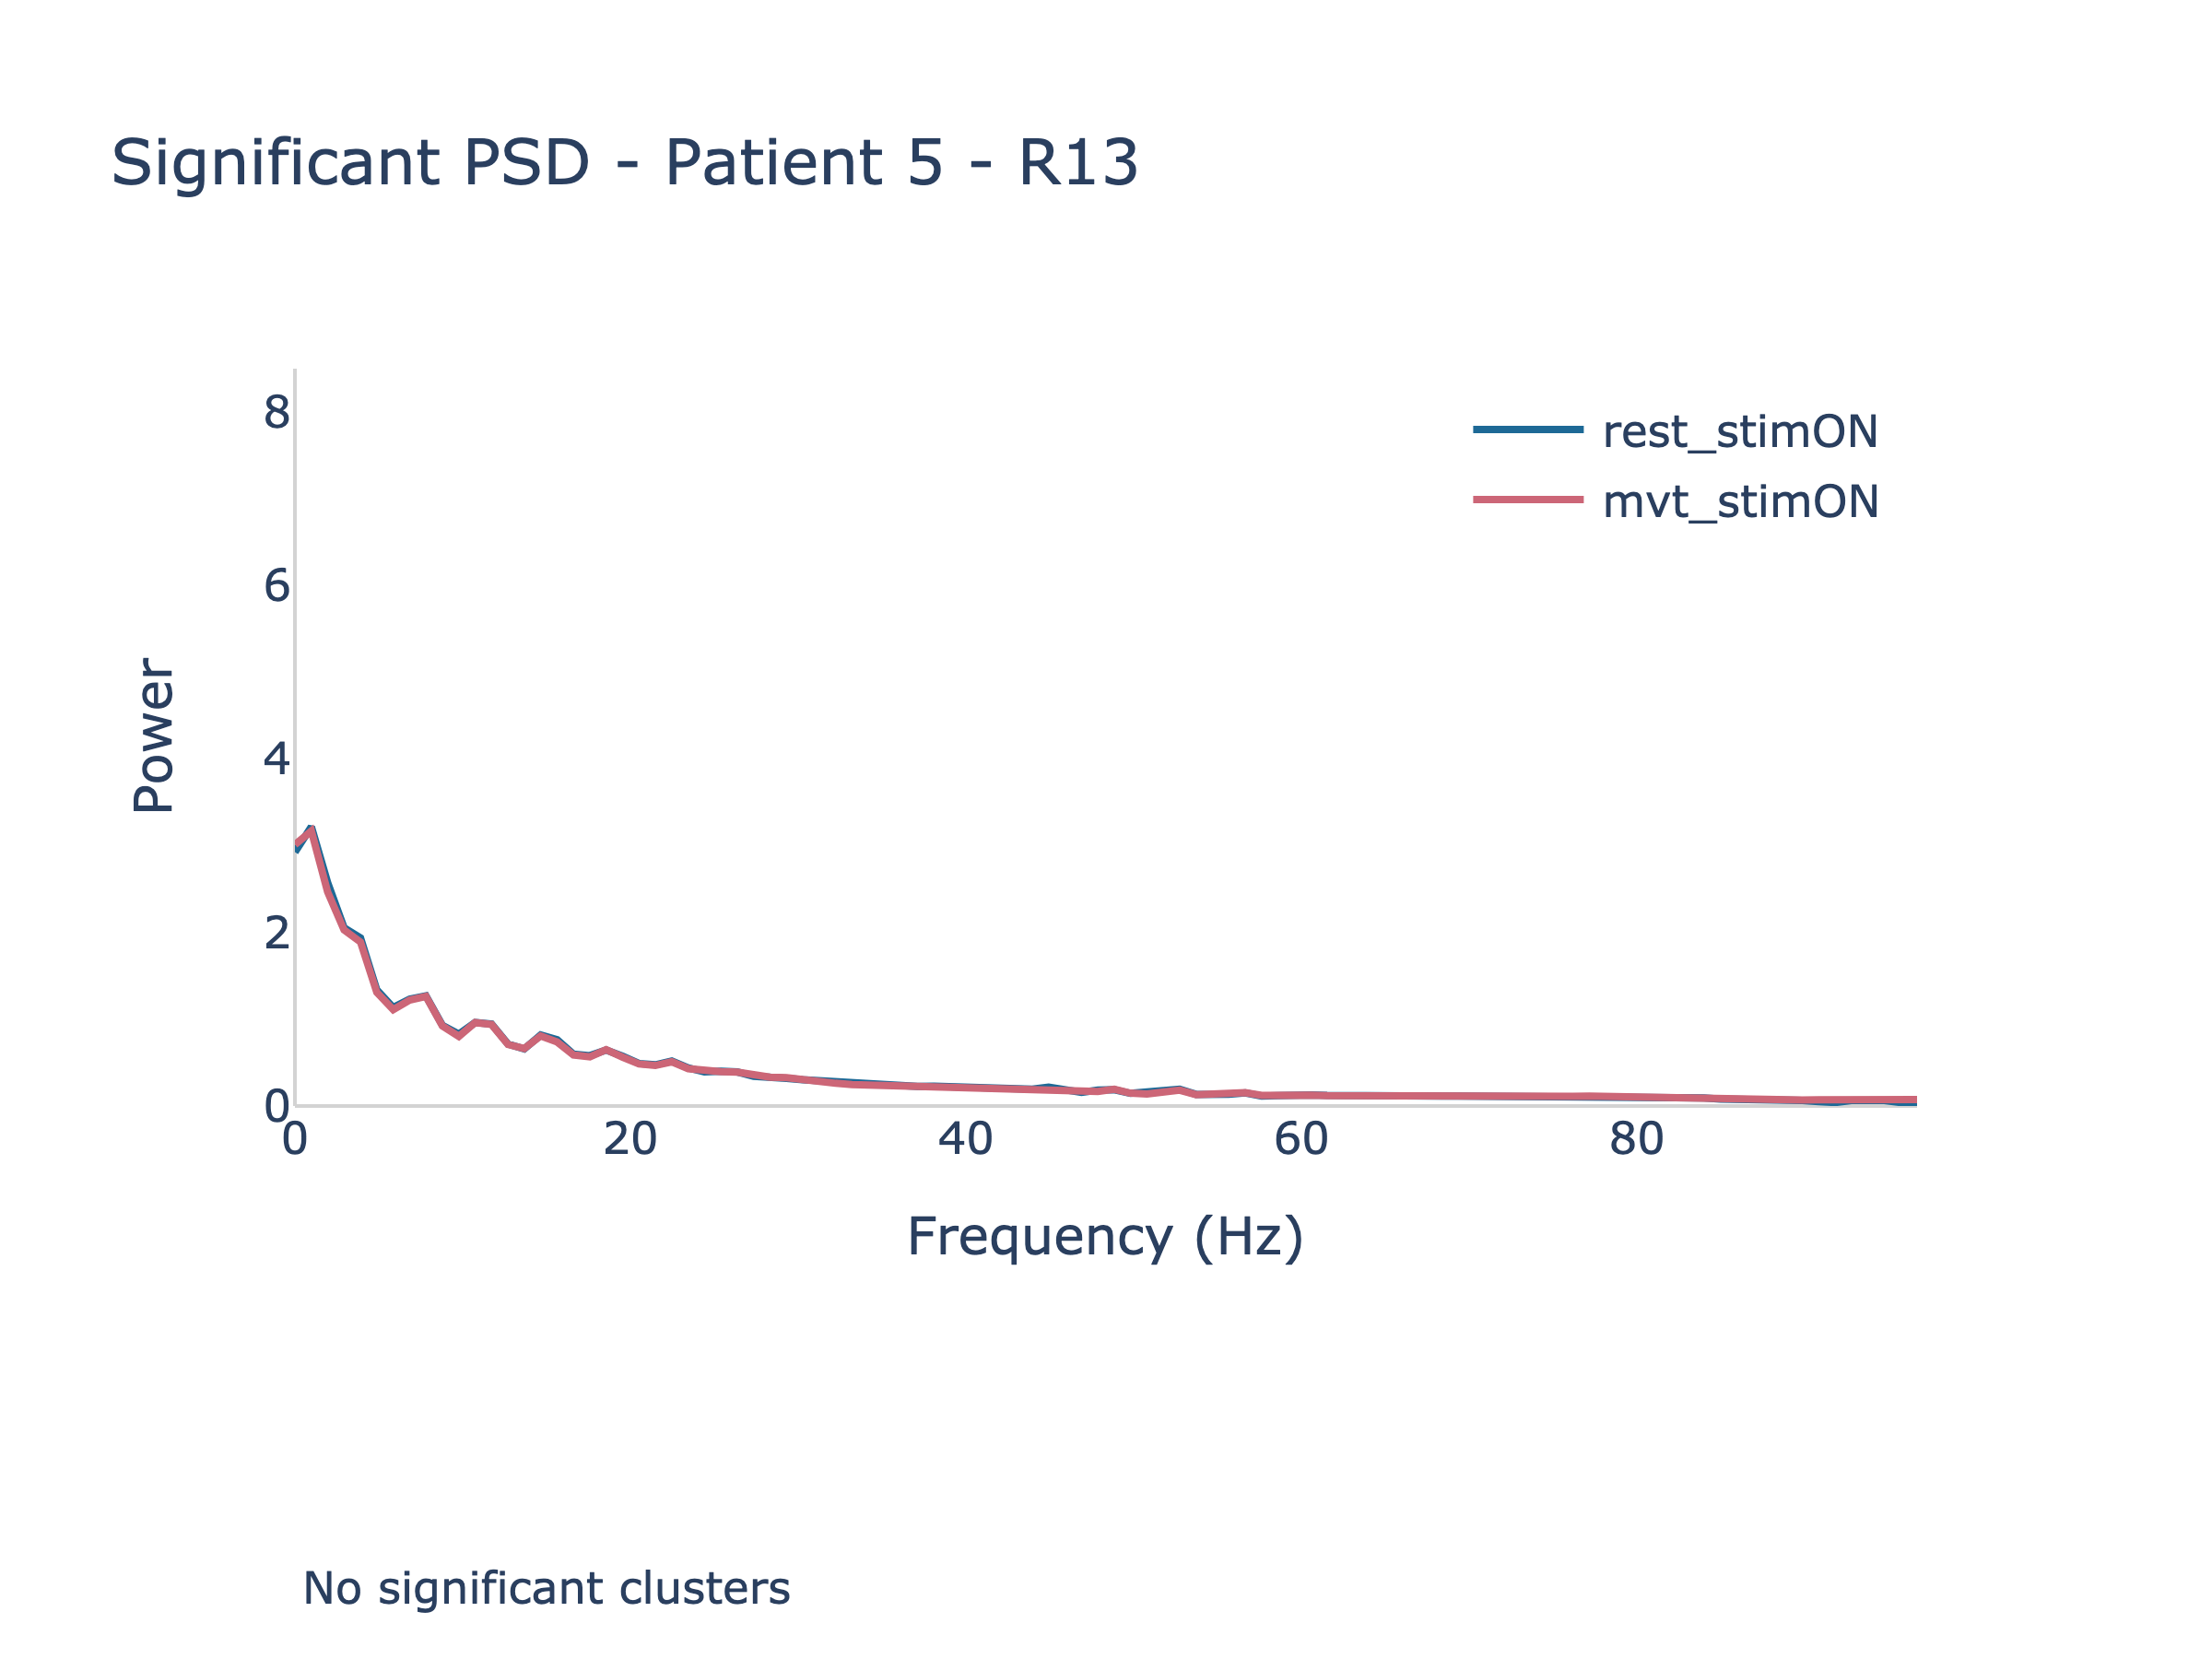 Significant PSD - Patient 5 - R13
8
6
4
2
0
Power
rest_stimON
mvt_stimON
0 20 40 60 80
Frequency (Hz)
No significant clusters